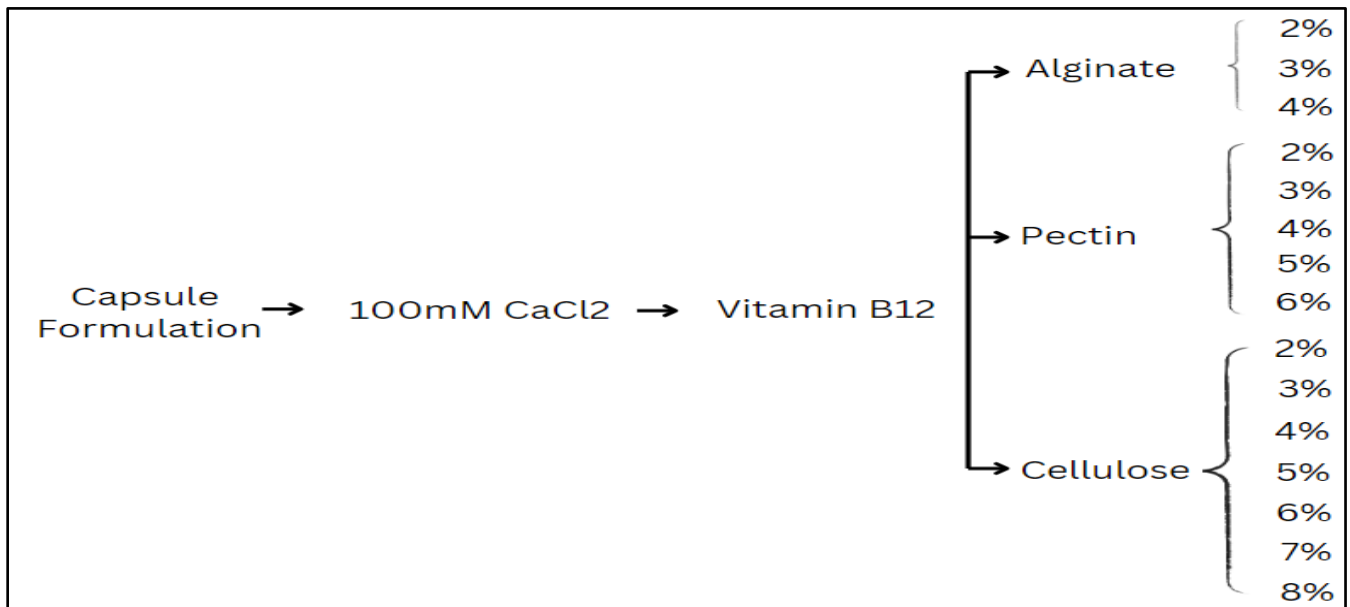 Capsule
Formulation
100mM CaCl2
Vitamin B12
Alginate
2%
3%
4%
Pectin
2%
3%
4%
5%
6%
Cellulose
2%
3%
4%
5%
6%
7%
8%